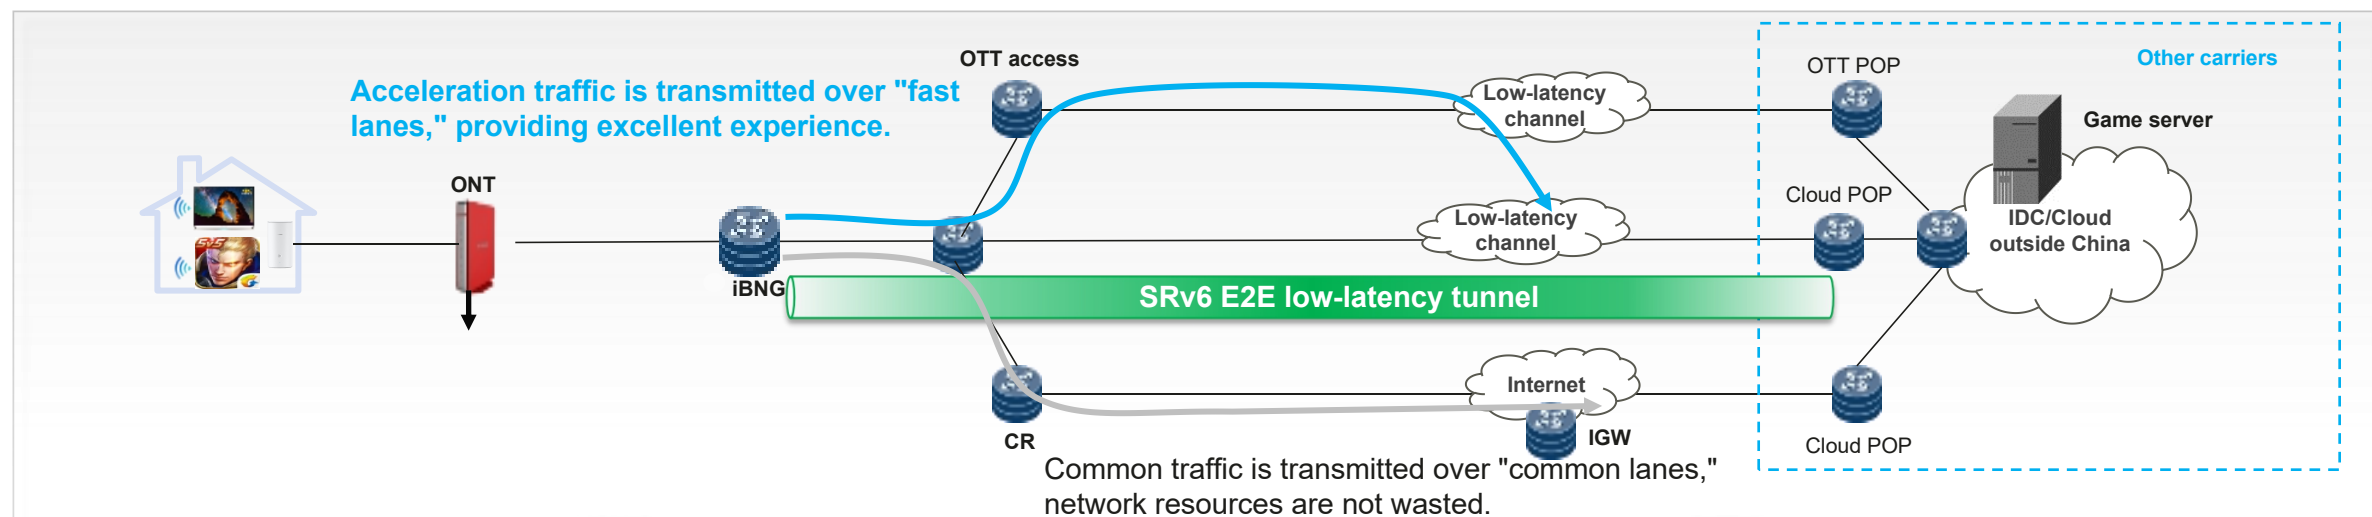 OTT access
OTT POP
Other carriers
Acceleration traffic is transmitted over "fast
lanes," providing excellent experience.
Low-latency
channel
Game server
ONT
Cloud POP
Low-latency
channel
IDC/Cloud
outside China
iBNG
SRv6 E2E low-latency tunnel
Internet
CR
IGW
Cloud POP
Common traffic is transmitted over "common lanes,"
network resources are not wasted.